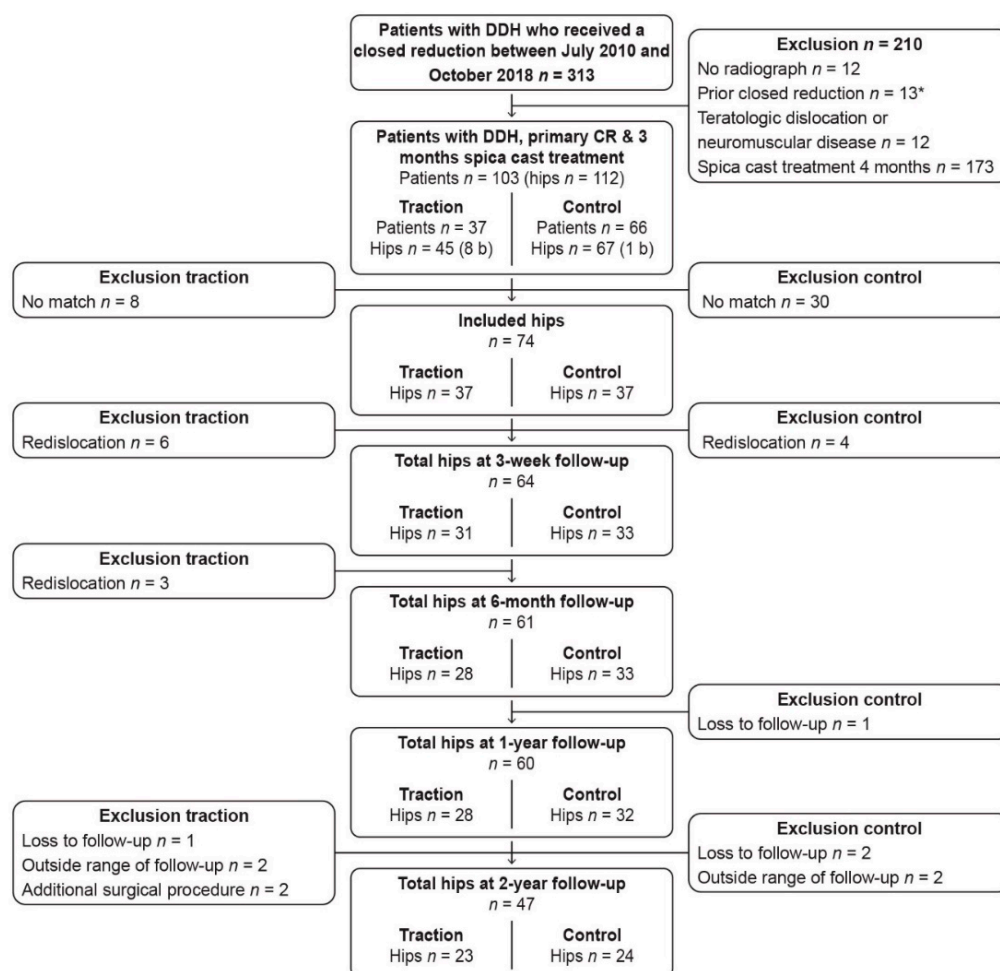 Patients with DDH who received a
closed reduction between July 2010 and
October 2018 n = 313
Exclusion n = 210
No radiograph n = 12
Prior closed reduction n = 13*
Teratologic dislocation or
neuromuscular disease n = 12
Spica cast treatment 4 months n = 173
Patients with DDH, primary CR & 3
months spica cast treatment
Patients n = 103 (hips n = 112)
Traction
Patients n = 37
Hips n = 45 (8 b)
Control
Patients n = 66
Hips n = 67 (1 b)
Exclusion traction
No match n = 8
Exclusion control
No match n = 30
Included hips
n = 74
Traction
Hips n = 37
Control
Hips n = 37
Exclusion traction
Redislocation n = 6
Exclusion control
Redislocation n = 4
Total hips at 3-week follow-up
n = 64
Traction
Hips n = 31
Control
Hips n = 33
Exclusion traction
Redislocation n = 3
Total hips at 6-month follow-up
n = 61
Traction
Hips n = 28
Control
Hips n = 33
Exclusion control
Loss to follow-up n = 1
Total hips at 1-year follow-up
n = 60
Traction
Hips n = 28
Control
Hips n = 32
Exclusion traction
Loss to follow-up n = 1
Outside range of follow-up n = 2
Additional surgical procedure n = 2
Exclusion control
Loss to follow-up n = 2
Outside range of follow-up n = 2
Total hips at 2-year follow-up
n = 47
Traction
Hips n = 23
Control
Hips n = 24